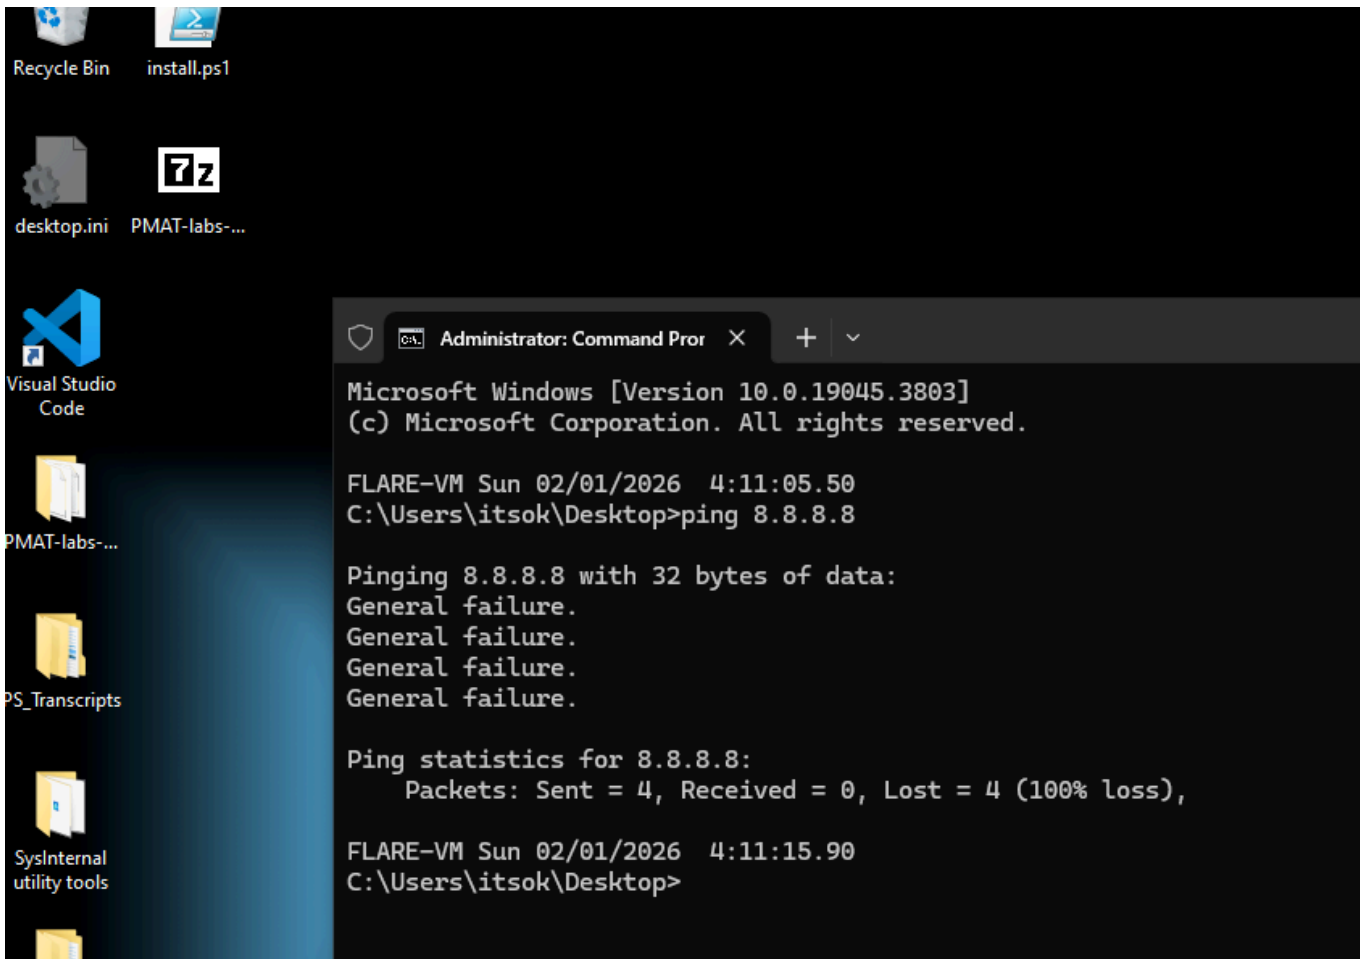 Recycle Bin
install.ps1
7z
desktop.ini
PMAT-labs-...
Visual Studio
Code
PMAT-labs-...
PS_Transcripts
SysInternal
utility tools
C:\.
Administrator: Command Pror
Microsoft Windows [Version 10.0.19045.3803]
(c) Microsoft Corporation. All rights reserved.
FLARE-VM Sun 02/01/2026  4:11:05.50
C:\Users\itsok\Desktop>ping 8.8.8.8
Pinging 8.8.8.8 with 32 bytes of data:
General failure.
General failure.
General failure.
General failure.
Ping statistics for 8.8.8.8:
    Packets: Sent = 4, Received = 0, Lost = 4 (100% loss),
FLARE-VM Sun 02/01/2026  4:11:15.90
C:\Users\itsok\Desktop>